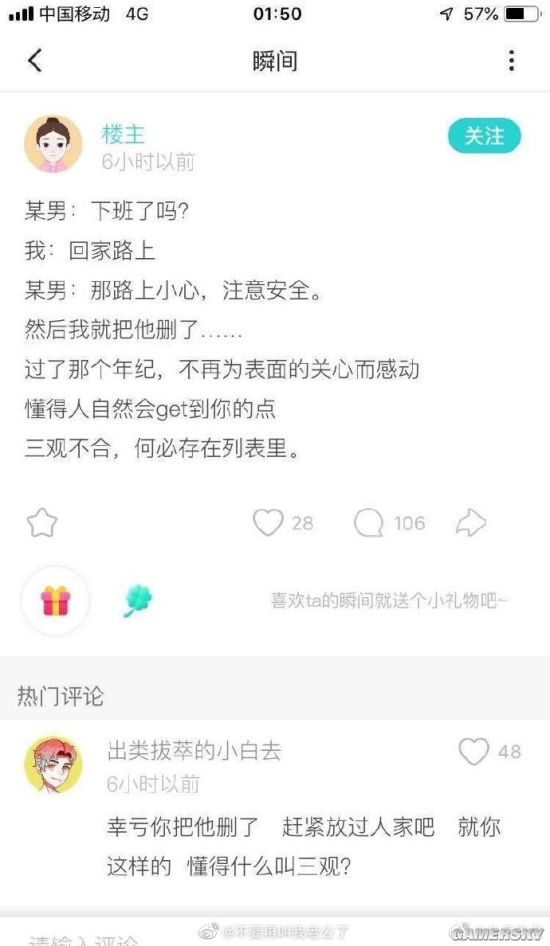 中国移动 4G 01:50 57%
瞬间
楼主
关注
6小时以前
某男：下班了吗？
我：回家路上
某男：那路上小心，注意安全。
然后我就把他删了……
过了那个年纪，不再为表面的关心而感动
懂得人自然会get到你的点
三观不合，何必存在列表里。
28
106
喜欢ta的瞬间就送个小礼物吧~
热门评论
出类拔萃的小白去
48
6小时以前
幸亏你把他删了 赶紧放过人家吧 就你
这样的 懂得什么叫三观？
请输入评论
@不要再叫我老公了
GAMERSKY